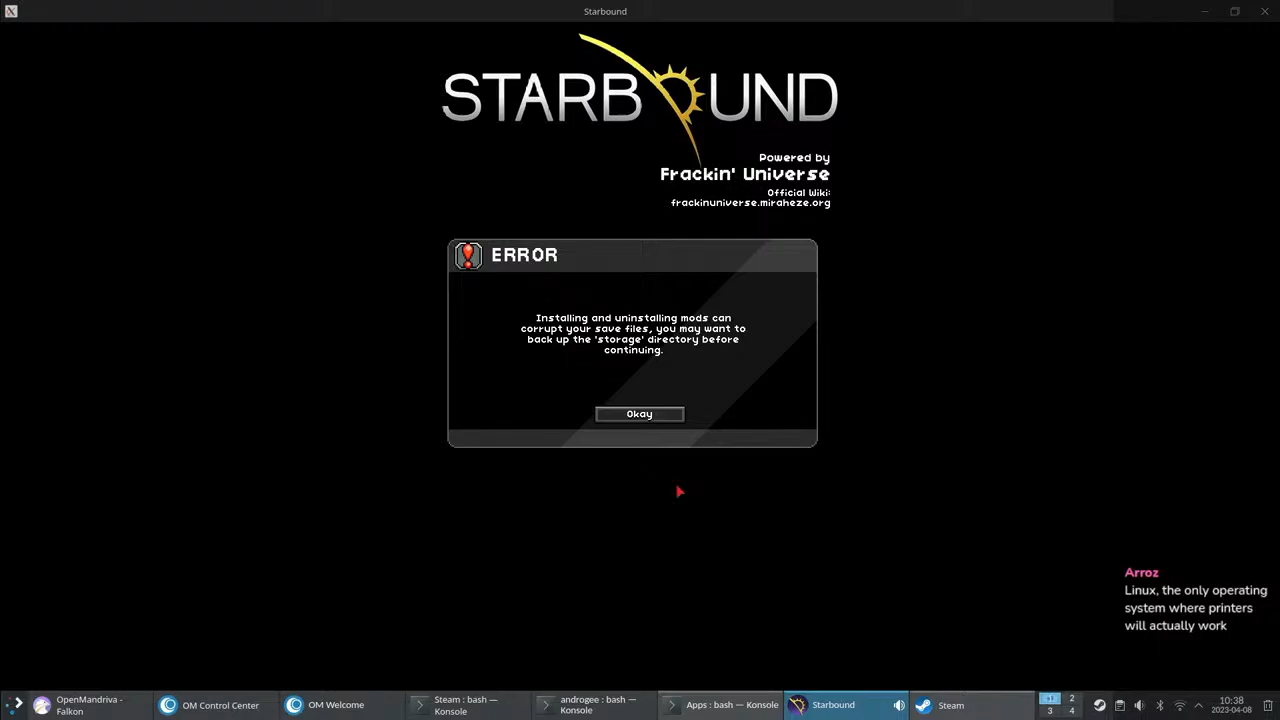 Starbound
STARBOUND
Powered by
Frackin' Universe
Official Wiki:
frackinuniverse.miraheze.org
ERROR
Installing and uninstalling mods can
corrupt your save files, you may want to
back up the 'storage' directory before
continuing.
Okay
Arroz
Linux, the only operating
system where printers
will actually work
OpenMandriva -
Falkon
OM Control Center
OM Welcome
Steam : bash —
Konsole
androgee : bash —
Konsole
Apps : bash — Konsole
Starbound
Steam
1 2
3 4
10:38
2023-04-08